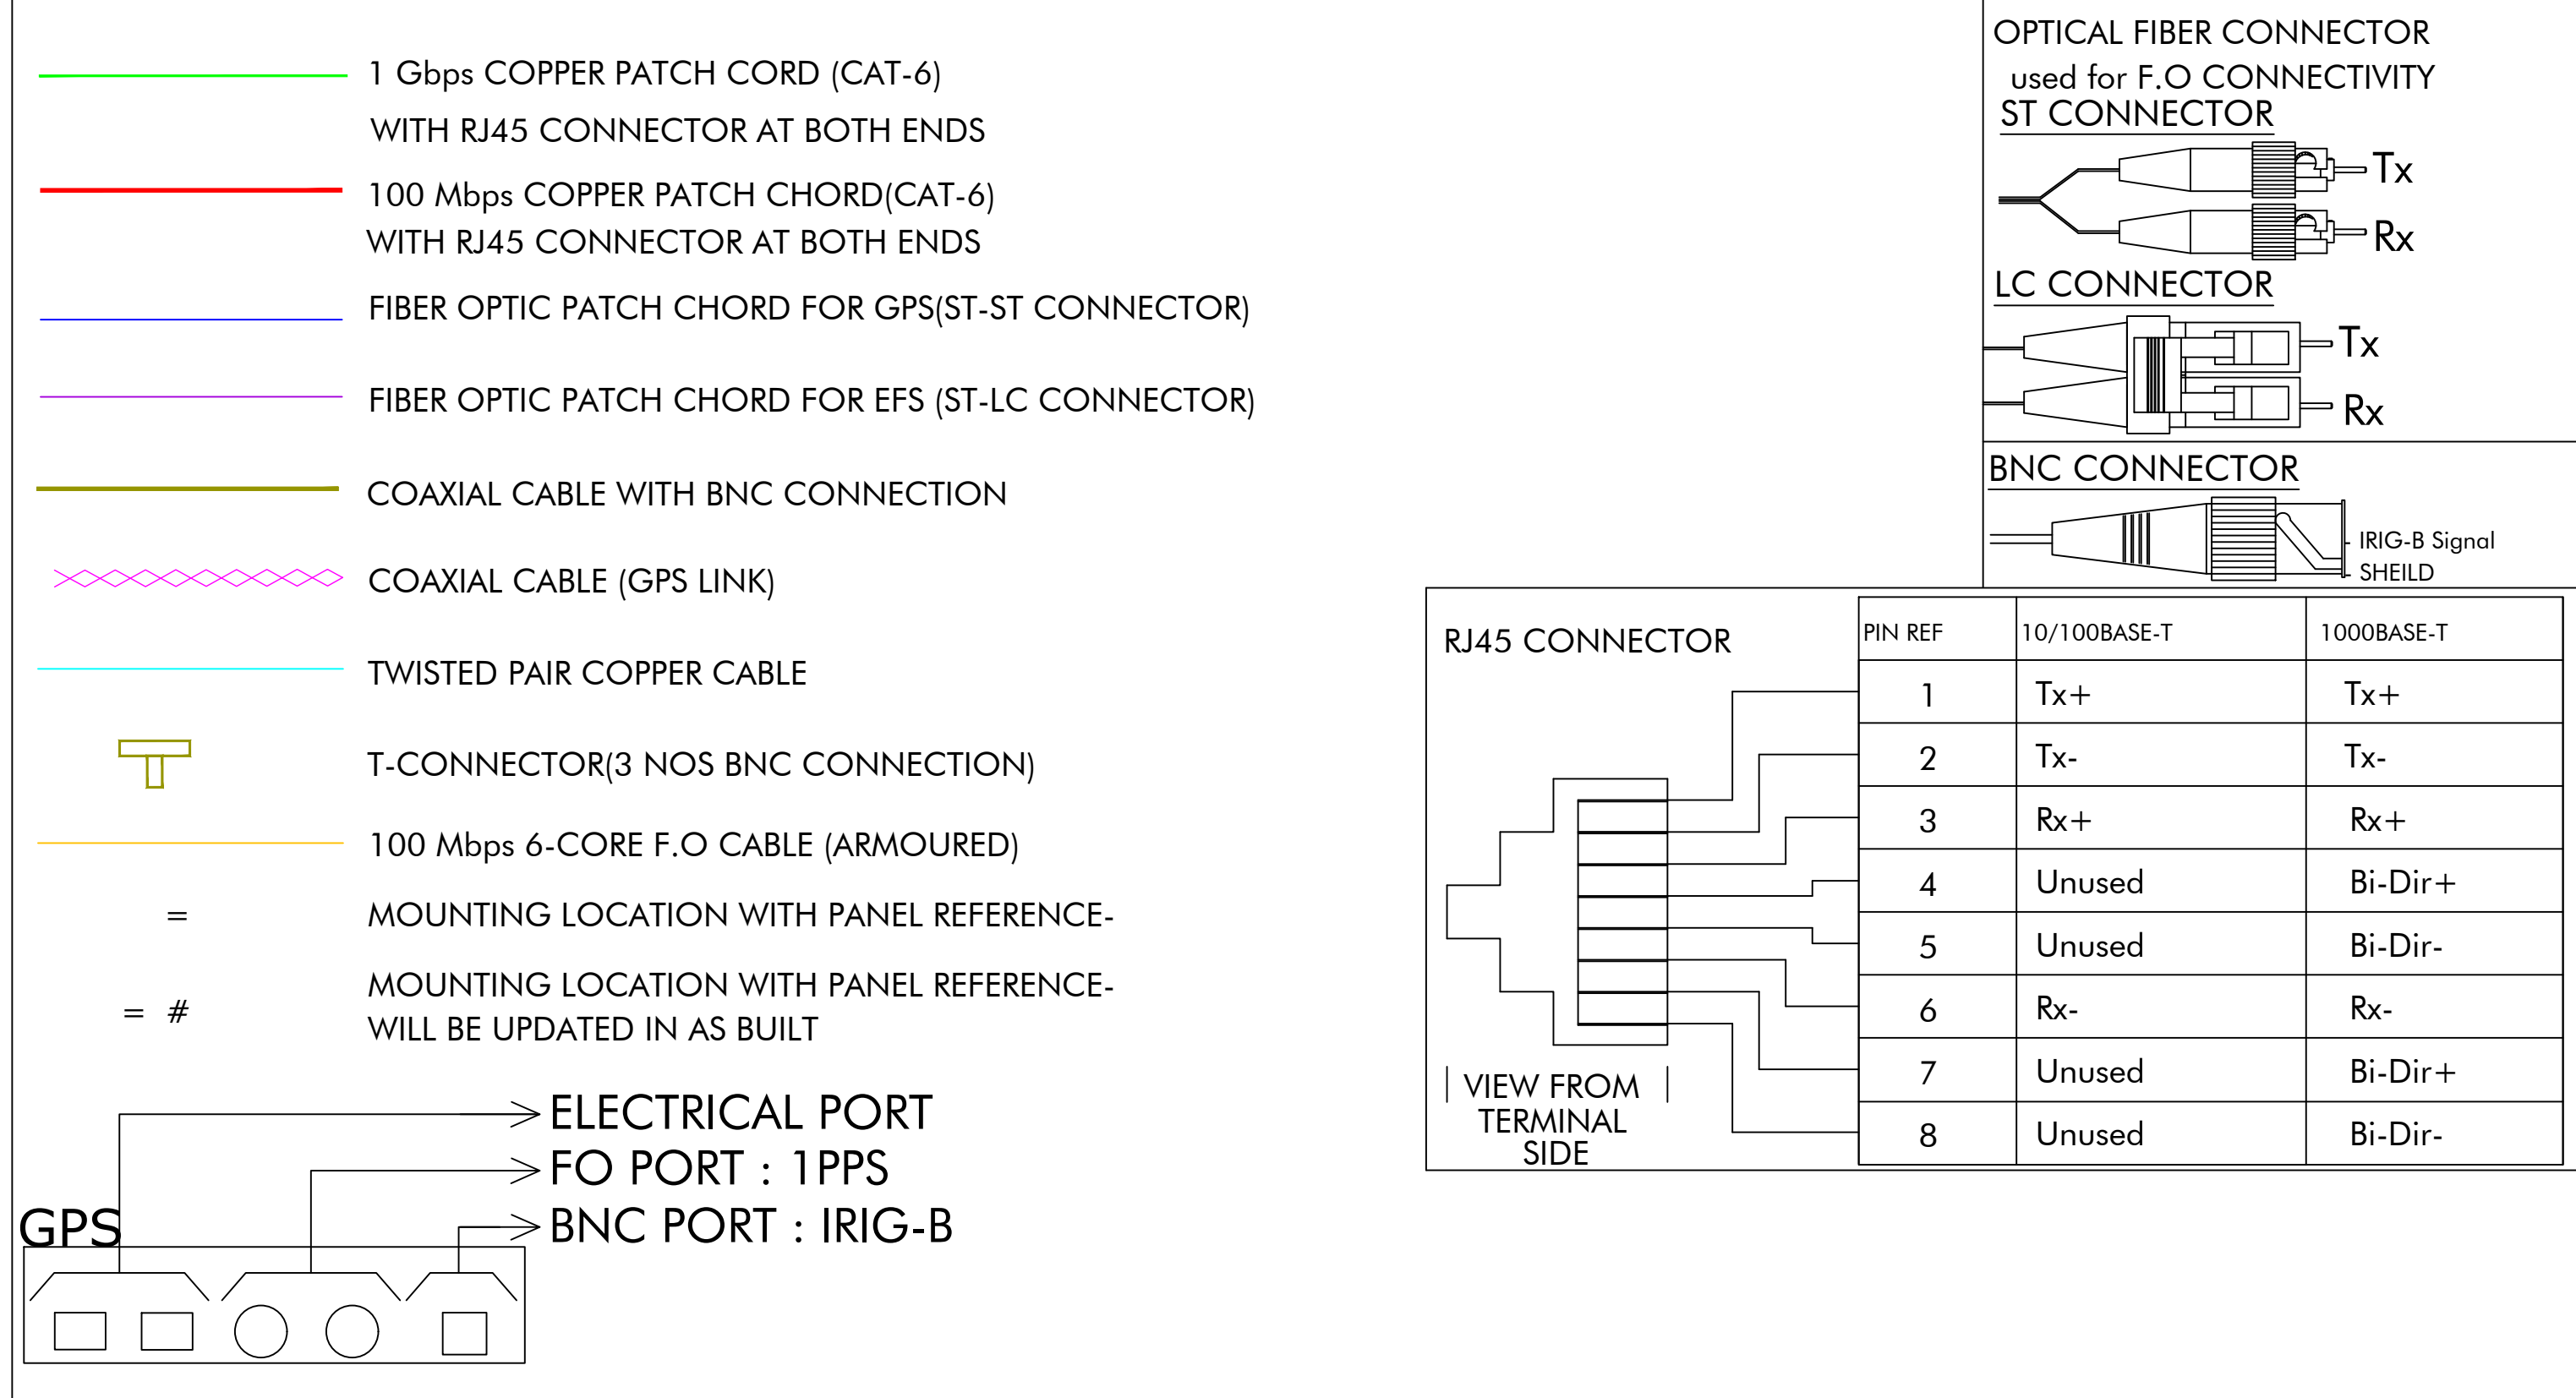 1 Gbps COPPER PATCH CORD (CAT-6)
WITH RJ45 CONNECTOR AT BOTH ENDS
100 Mbps COPPER PATCH CHORD(CAT-6)
WITH RJ45 CONNECTOR AT BOTH ENDS
FIBER OPTIC PATCH CHORD FOR GPS(ST-ST CONNECTOR)
FIBER OPTIC PATCH CHORD FOR EFS (ST-LC CONNECTOR)
COAXIAL CABLE WITH BNC CONNECTION
COAXIAL CABLE (GPS LINK)
TWISTED PAIR COPPER CABLE
T-CONNECTOR(3 NOS BNC CONNECTION)
100 Mbps 6-CORE F.O CABLE (ARMOURED)
= MOUNTING LOCATION WITH PANEL REFERENCE-
= # MOUNTING LOCATION WITH PANEL REFERENCE-
WILL BE UPDATED IN AS BUILT
ELECTRICAL PORT
FO PORT : 1PPS
BNC PORT : IRIG-B
GPS
OPTICAL FIBER CONNECTOR
used for F.O CONNECTIVITY
ST CONNECTOR
Tx
Rx
LC CONNECTOR
Tx
Rx
BNC CONNECTOR
IRIG-B Signal
SHEILD
RJ45 CONNECTOR
VIEW FROM
TERMINAL
SIDE
PIN REF 10/100BASE-T 1000BASE-T
1 Tx+ Tx+
2 Tx- Tx-
3 Rx+ Rx+
4 Unused Bi-Dir+
5 Unused Bi-Dir-
6 Rx- Rx-
7 Unused Bi-Dir+
8 Unused Bi-Dir-